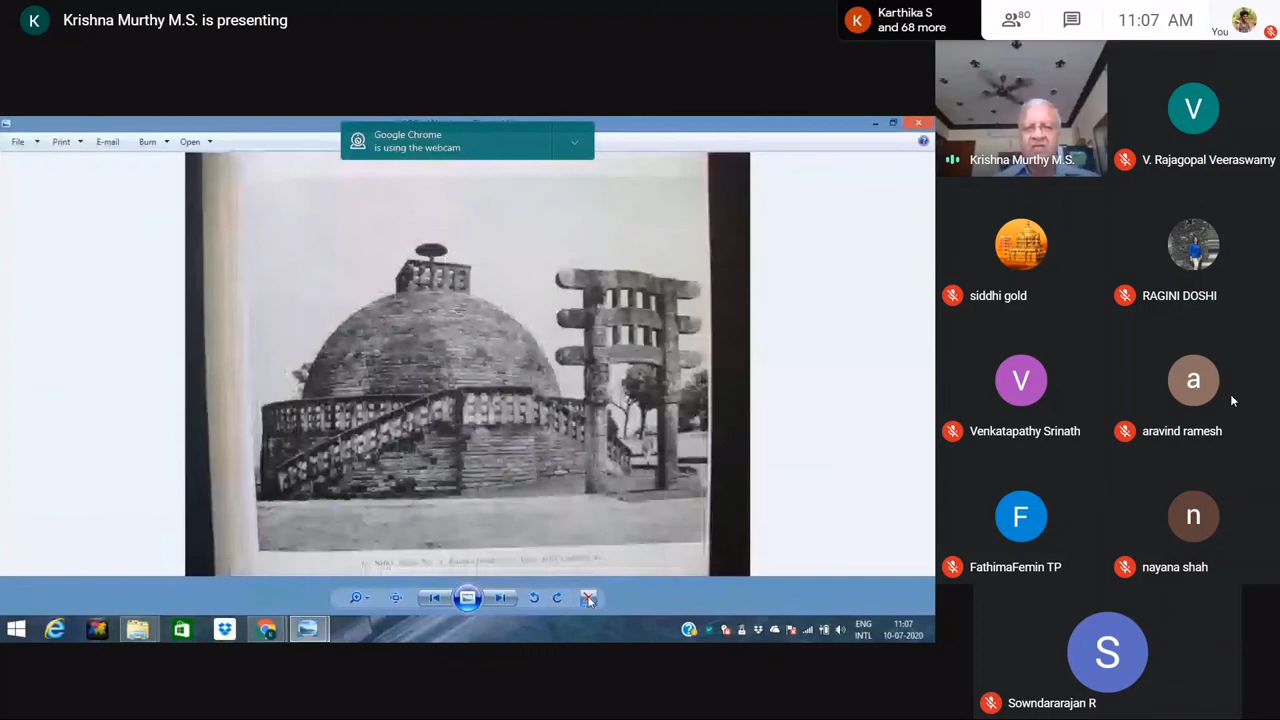 K
Krishna Murthy M.S. is presenting
K
Karthika S
and 68 more
80
11:07 AM
You
Google Chrome
is using the webcam
File
Print
E-mail
Burn
Open
Krishna Murthy M.S.
V
V. Rajagopal Veeraswamy
siddhi gold
RAGINI DOSHI
V
Venkatapathy Srinath
a
aravind ramesh
F
FathimaFemin TP
n
nayana shah
S
Sowndararajan R
ENG
INTL
11:07
10-07-2020